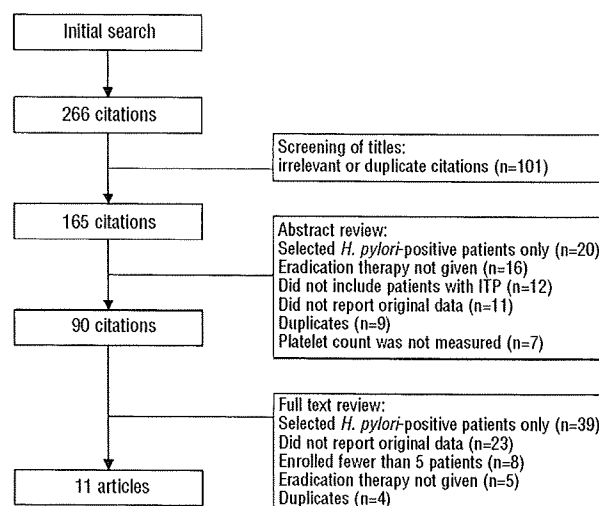 Initial search
266 citations
Screening of titles:
irrelevant or duplicate citations (n=101)
165 citations
Abstract review:
Selected H. pylori-positive patients only (n=20)
Eradication therapy not given (n=16)
Did not include patients with ITP (n=12)
Did not report original data (n=11)
Duplicates (n=9)
Platelet count was not measured (n=7)
90 citations
Full text review:
Selected H. pylori-positive patients only (n=39)
Did not report original data (n=23)
Enrolled fewer than 5 patients (n=8)
Eradication therapy not given (n=5)
Duplicates (n=4)
11 articles